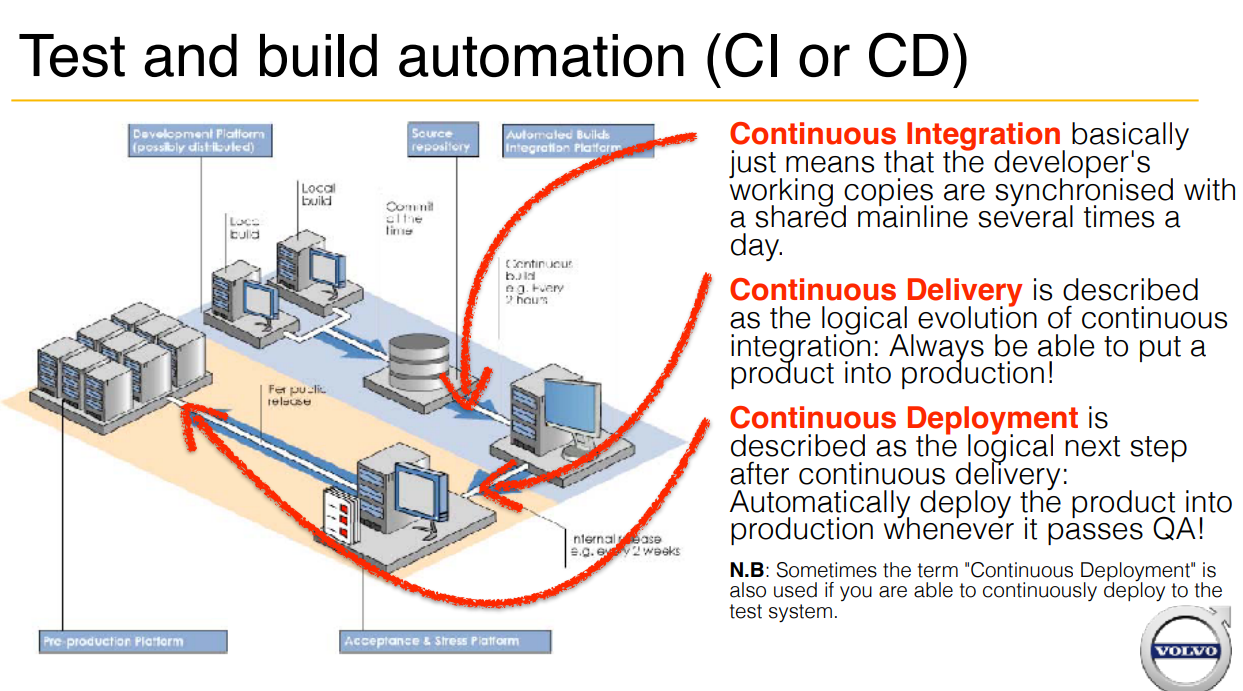 Test and build automation (CI or CD)
Development Platform
(possibly distributed)
Source
repository
Automated Builds
Integration Platform
Local
build
Local
build
Commit
all the
time
Continuous
build
e.g. Every
2 hours
Per public
release
Internal release
e.g. every 2 weeks
Pre-production Platform
Acceptance & Stress Platform
Continuous Integration basically
just means that the developer's
working copies are synchronised with
a shared mainline several times a
day.
Continuous Delivery is described
as the logical evolution of continuous
integration: Always be able to put a
product into production!
Continuous Deployment is
described as the logical next step
after continuous delivery:
Automatically deploy the product into
production whenever it passes QA!
N.B: Sometimes the term "Continuous Deployment" is
also used if you are able to continuously deploy to the
test system.
VOLVO